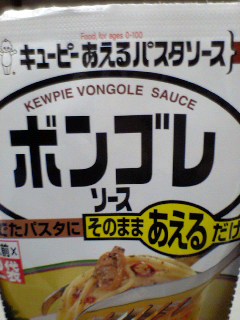 Food for ages 0-100
キューピーあえるパスタソース
KEWPIE VONGOLE SAUCE
ボンゴレ
ソース
たパスタに そのままあえるだけ